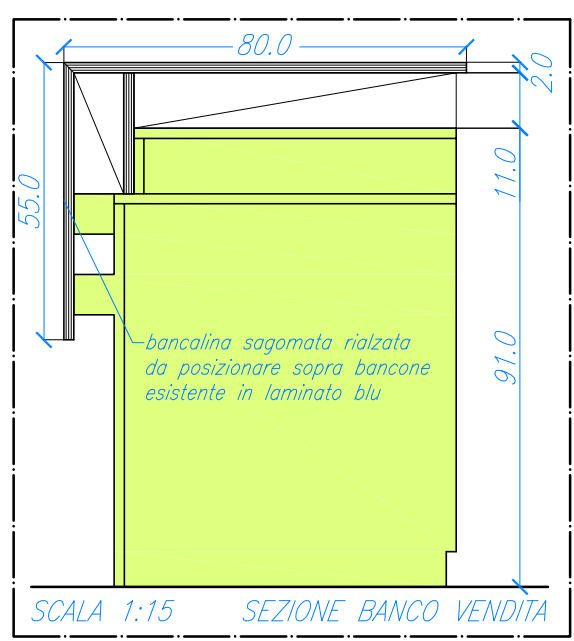 80.0
2.0
55.0
11.0
91.0
bancalina sagomata rialzata
da posizionare sopra bancone
esistente in laminato blu
SCALA 1:15 SEZIONE BANCO VENDITA